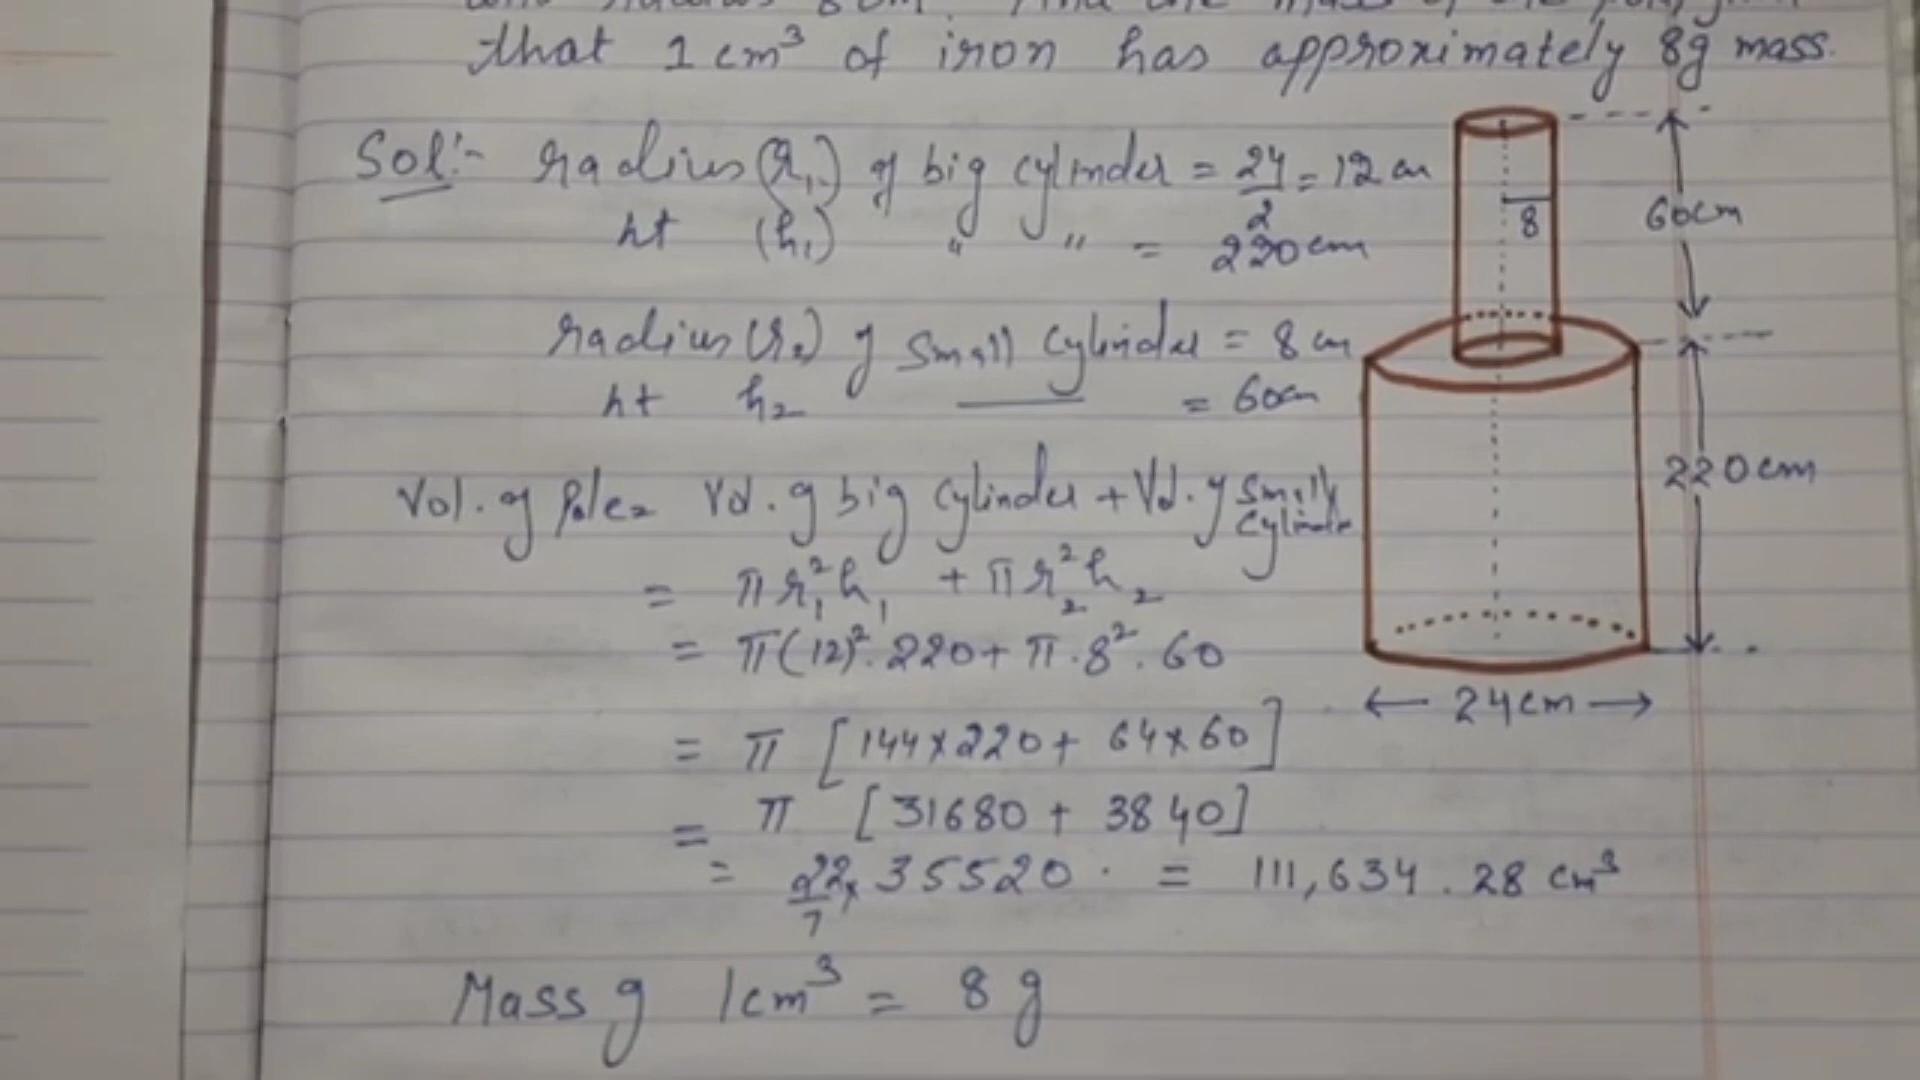 that 1 cm³ of iron has approximately 8g mass.
Sol:- radius (r₁) of big cylinder = 24/2 = 12 cm
ht (h₁) " " = 220 cm
radius (r₂) of small cylinder = 8 cm
ht h₂ ——— = 60cm
Vol. of Pole = Vol. of big cylinder + Vol. of small cylinder
= πr₁²h₁ + πr₂²h₂
= π(12)².220 + π.8².60
= π [144×220 + 64×60]
= π [31680 + 3840]
= 22/7 × 35520. = 111,634.28 cm³
Mass of 1cm³ = 8g
60cm
8
220cm
← 24cm →